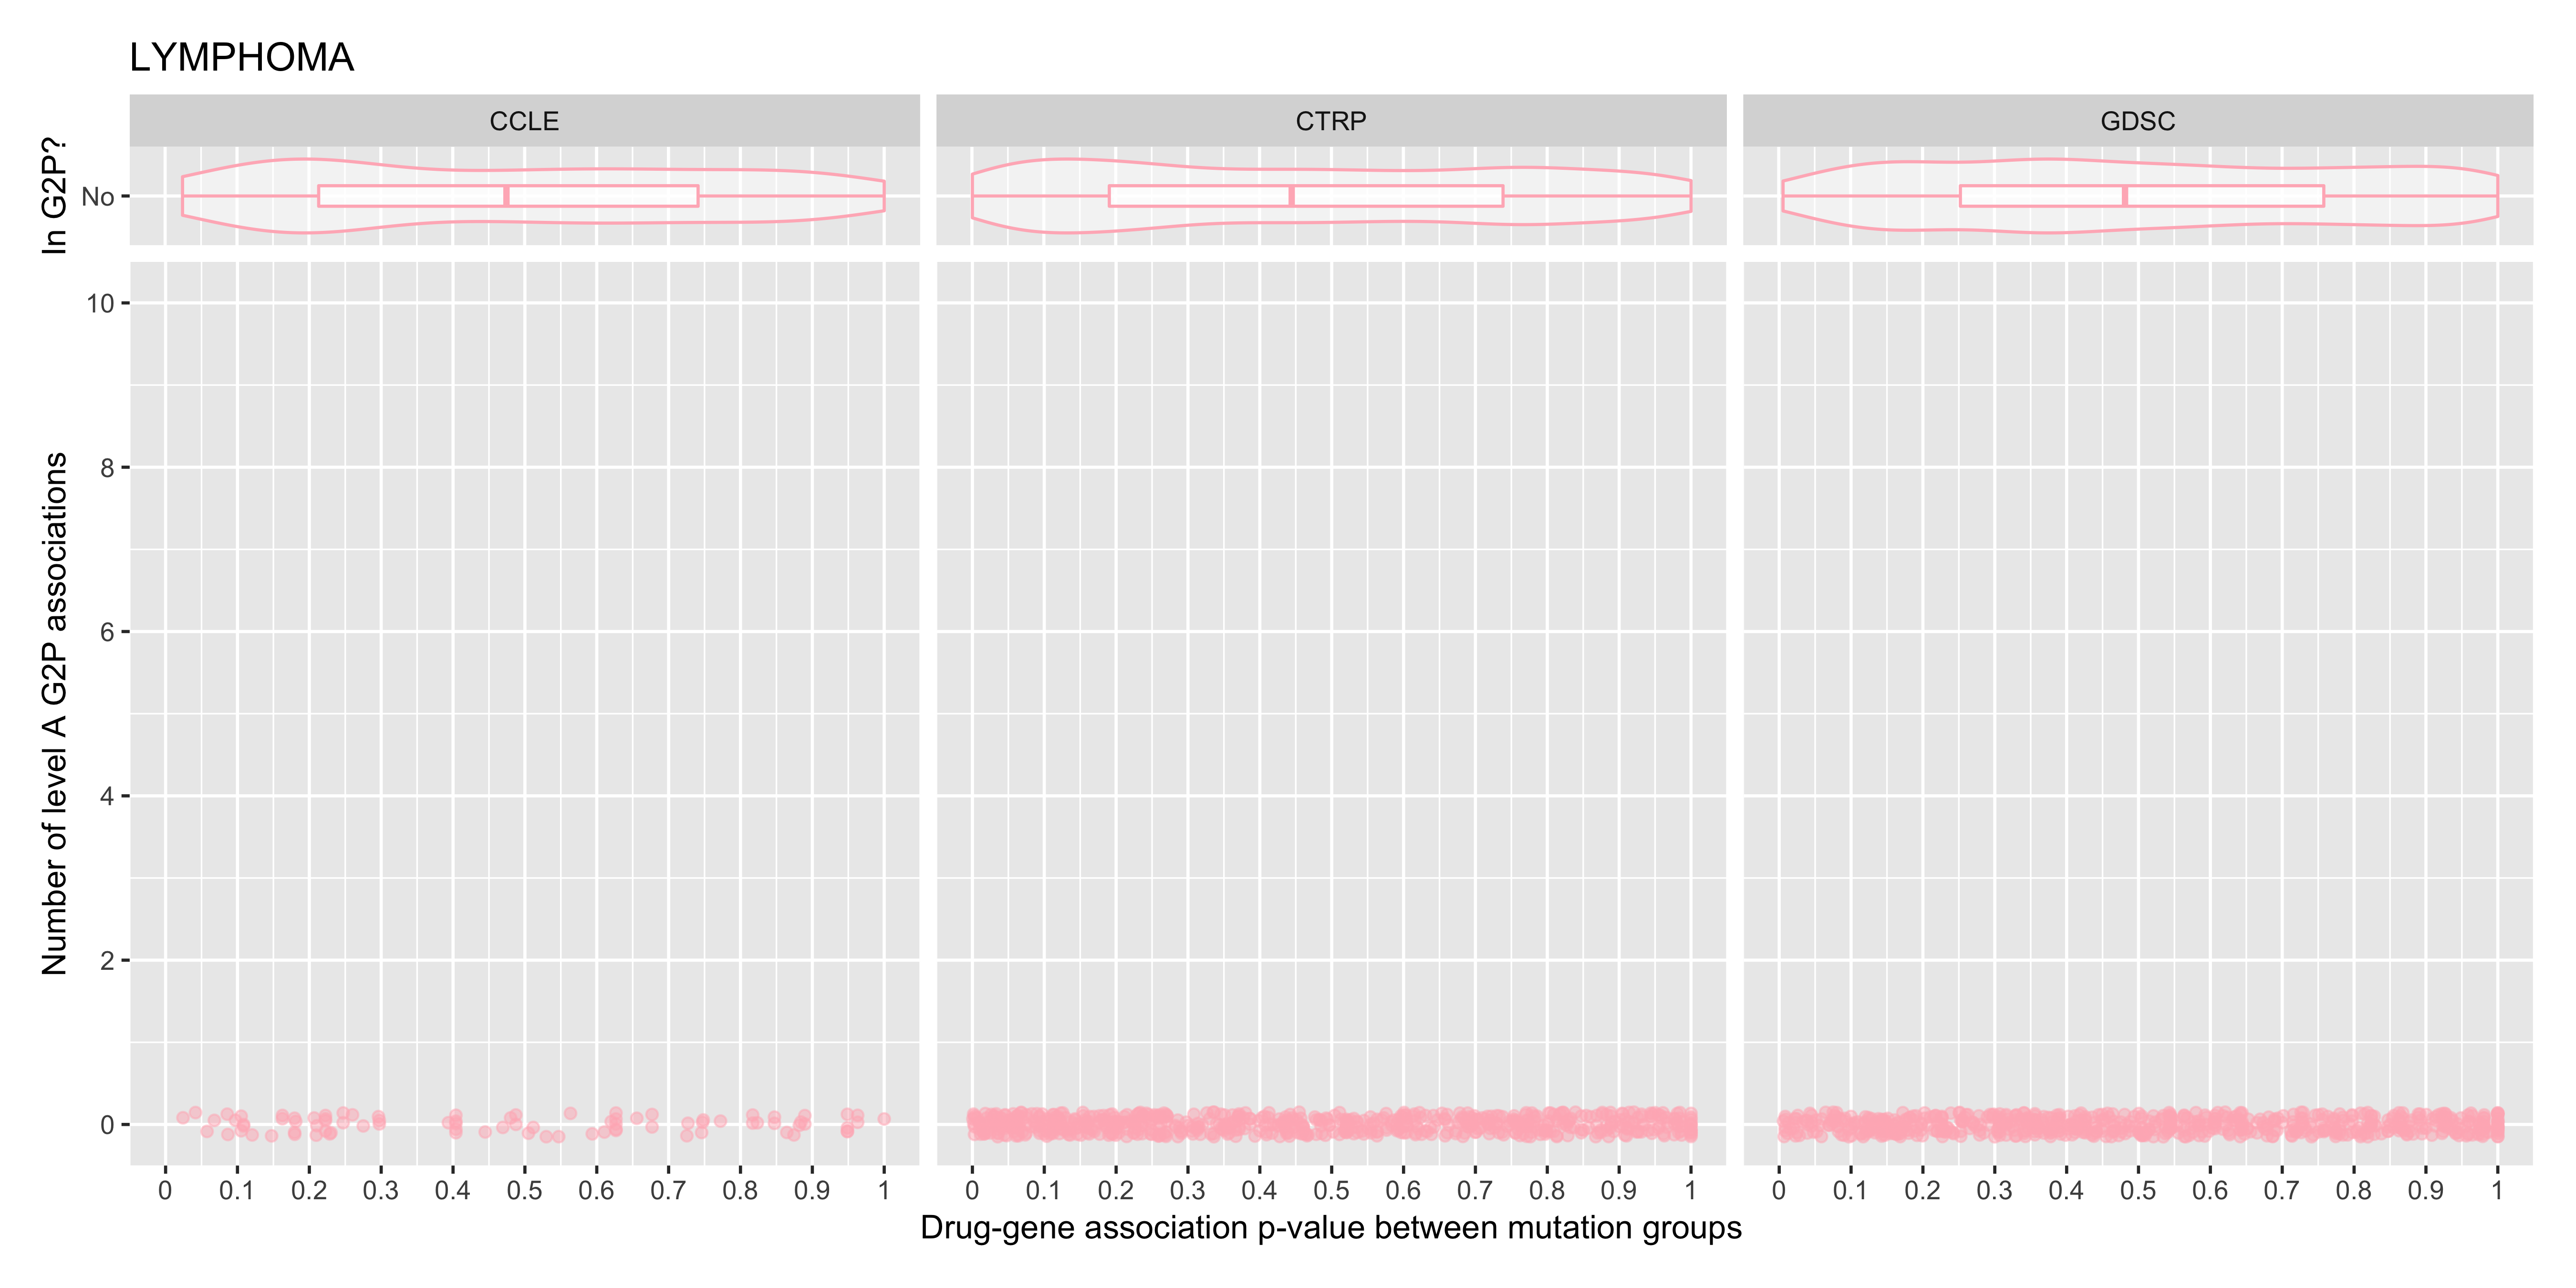 LYMPHOMA
CCLE
CTRP
GDSC
In G2P?
No
Number of level A G2P associations
10
8
6
4
2
0
0 0.1 0.2 0.3 0.4 0.5 0.6 0.7 0.8 0.9 1
0 0.1 0.2 0.3 0.4 0.5 0.6 0.7 0.8 0.9 1
0 0.1 0.2 0.3 0.4 0.5 0.6 0.7 0.8 0.9 1
Drug-gene association p-value between mutation groups